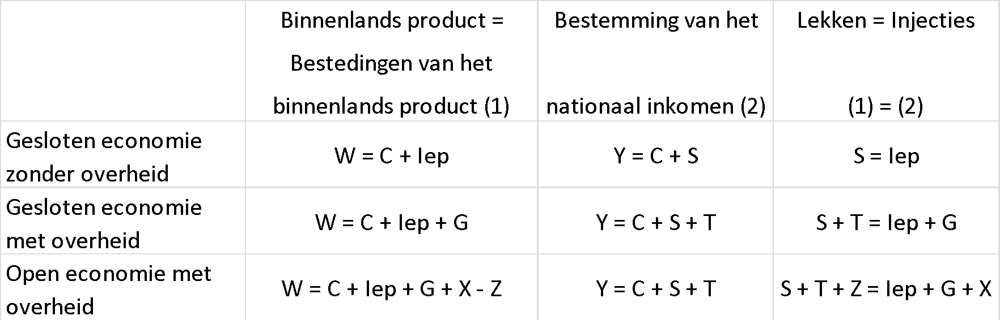 Binnenlands product =
Bestedingen van het
binnenlands product (1)
Bestemming van het
nationaal inkomen (2)
Lekken = Injecties
(1) = (2)
Gesloten economie
zonder overheid
W = C + Iep
Y = C + S
S = Iep
Gesloten economie
met overheid
W = C + Iep + G
Y = C + S + T
S + T = Iep + G
Open economie met
overheid
W = C + Iep + G + X - Z
Y = C + S + T
S + T + Z = Iep + G + X